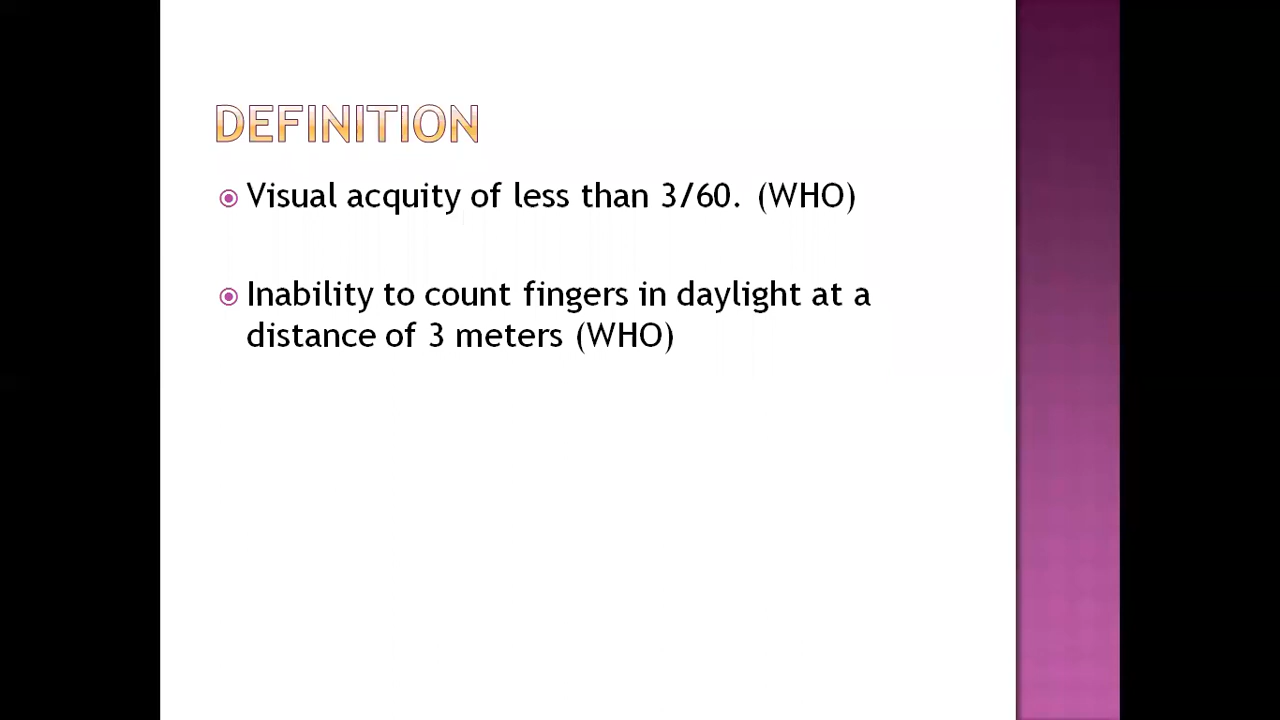 DEFINITION
Visual acquity of less than 3/60. (WHO)
Inability to count fingers in daylight at a
distance of 3 meters (WHO)